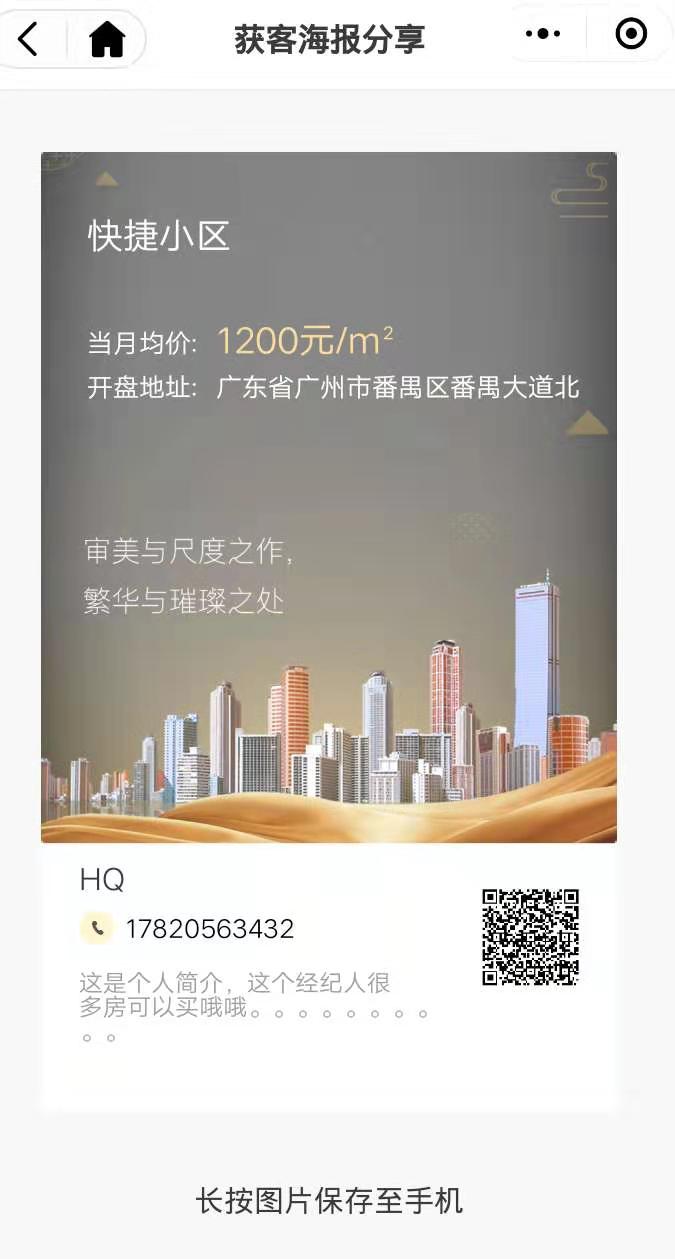 获客海报分享
快捷小区
当月均价: 1200元/m²
开盘地址: 广东省广州市番禺区番禺大道北
审美与尺度之作,
繁华与璀璨之处
HQ
17820563432
这是个人简介，这个经纪人很
多房可以买哦哦。。。。。。。。
。。
长按图片保存至手机